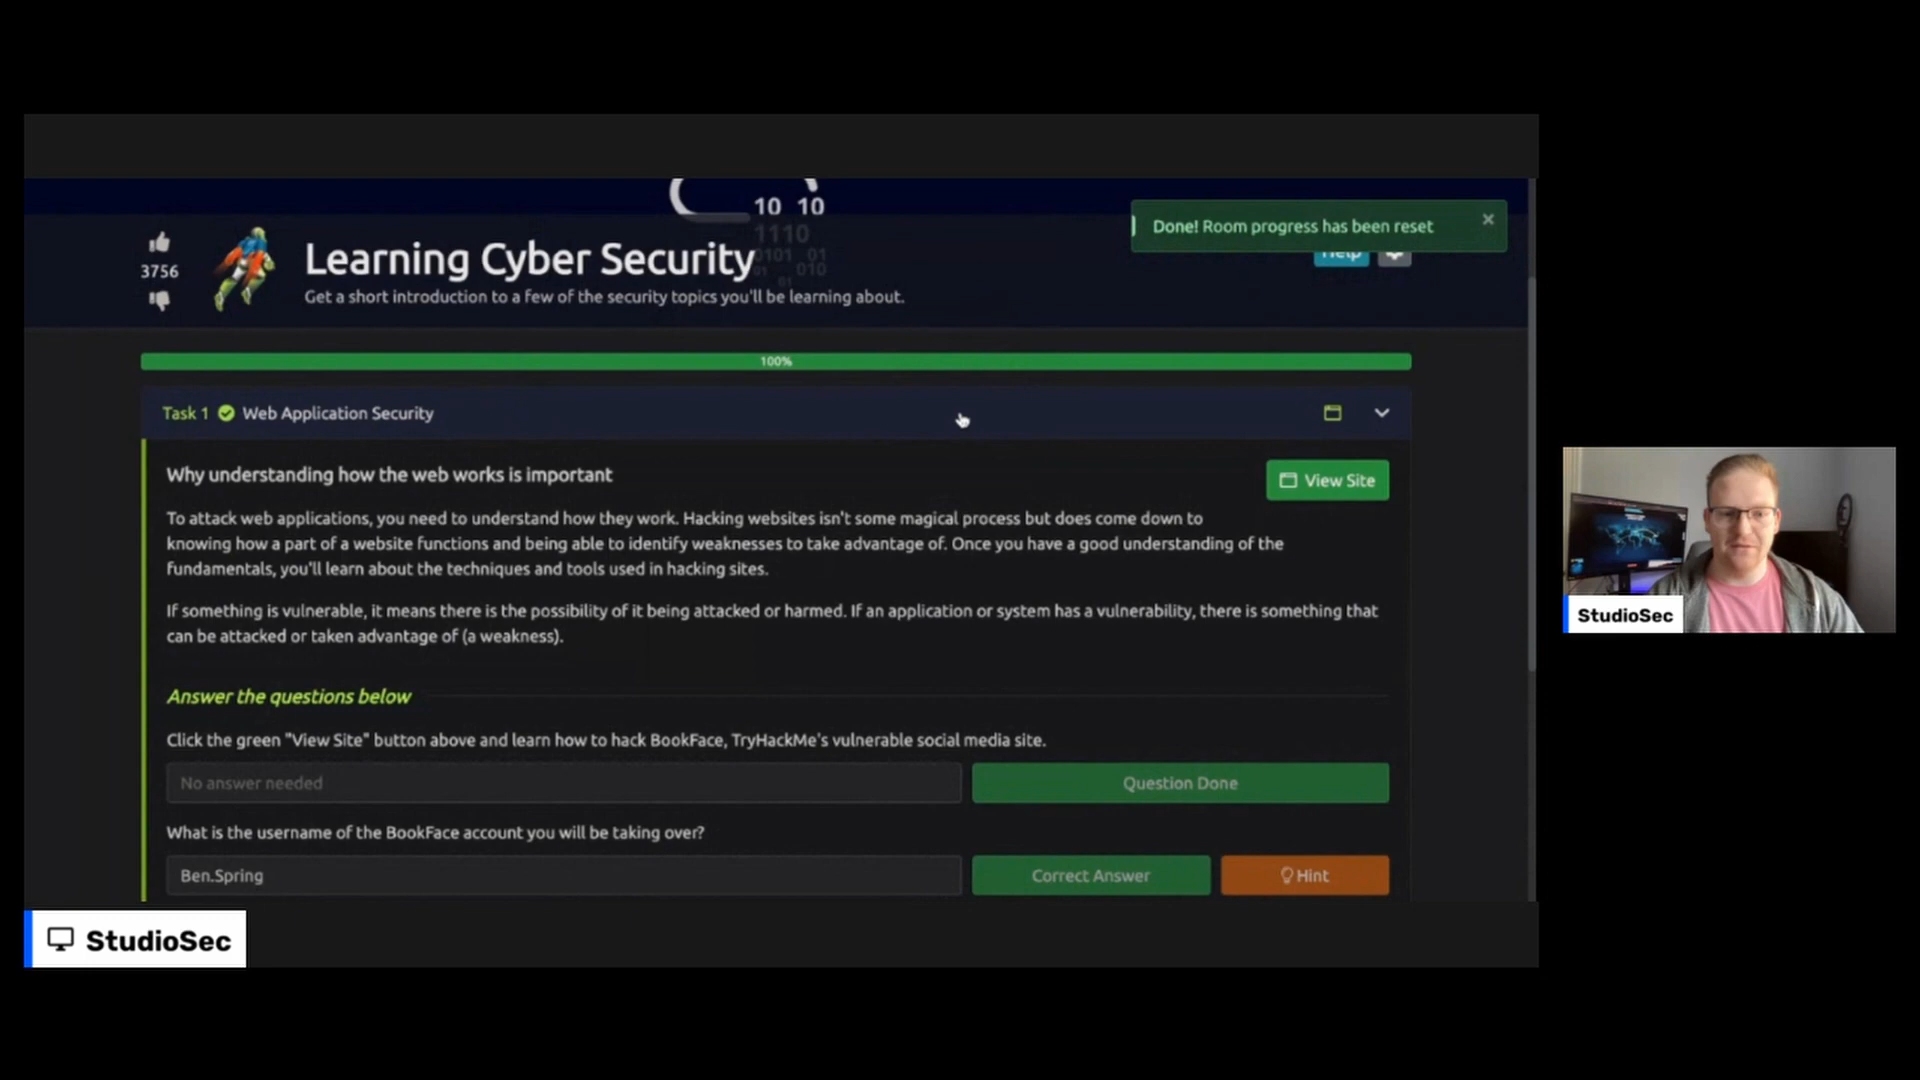 10 10
1110
0101 01
01 010
01
Done! Room progress has been reset
Help
3756
Learning Cyber Security
Get a short introduction to a few of the security topics you'll be learning about.
100%
Task 1 Web Application Security
Why understanding how the web works is important
View Site
To attack web applications, you need to understand how they work. Hacking websites isn't some magical process but does come down to
knowing how a part of a website functions and being able to identify weaknesses to take advantage of. Once you have a good understanding of the
fundamentals, you'll learn about the techniques and tools used in hacking sites.
If something is vulnerable, it means there is the possibility of it being attacked or harmed. If an application or system has a vulnerability, there is something that
can be attacked or taken advantage of (a weakness).
Answer the questions below
Click the green "View Site" button above and learn how to hack BookFace, TryHackMe's vulnerable social media site.
No answer needed
Question Done
What is the username of the BookFace account you will be taking over?
Ben.Spring
Correct Answer
Hint
StudioSec
StudioSec